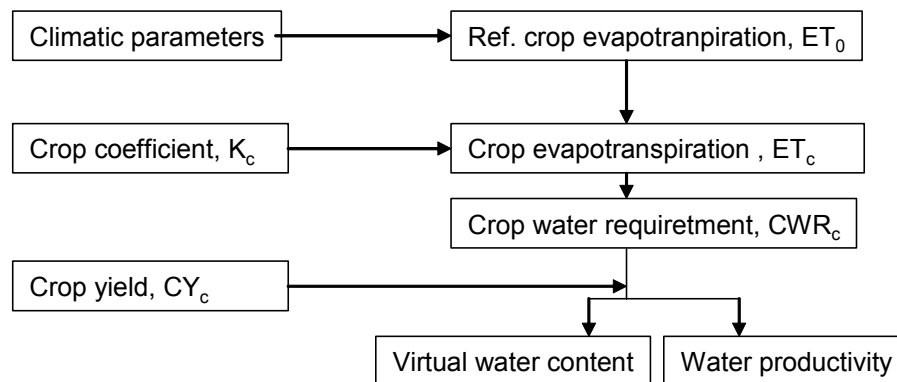 Climatic parameters
Ref. crop evapotranpiration, ET₀
Crop coefficient, Kc
Crop evapotranspiration , ETc
Crop water requiretment, CWRc
Crop yield, CYc
Virtual water content
Water productivity